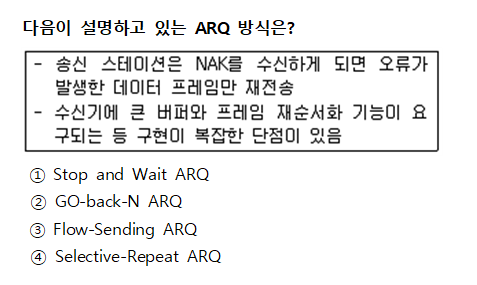 다음이 설명하고 있는 ARQ 방식은?
- 송신 스테이션은 NAK를 수신하게 되면 오류가
발생한 데이터 프레임만 재전송
- 수신기에 큰 버퍼와 프레임 재순서화 기능이 요
구되는 등 구현이 복잡한 단점이 있음
① Stop and Wait ARQ
② GO-back-N ARQ
③ Flow-Sending ARQ
④ Selective-Repeat ARQ